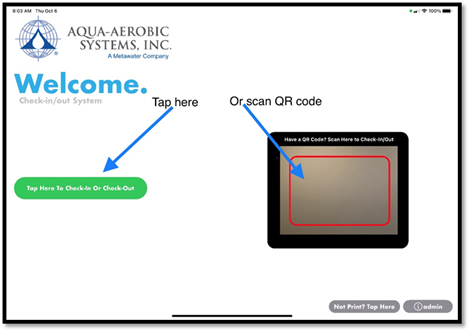 8:03 AM Thu Oct 6
100%
AQUA-AEROBIC
SYSTEMS, INC.
A Metawater Company
Welcome.
Check-in/out System
Tap here
Or scan QR code
Have a QR Code? Scan Here to Check-In/Out
Tap Here To Check-In Or Check-Out
Not Print? Tap Here
admin